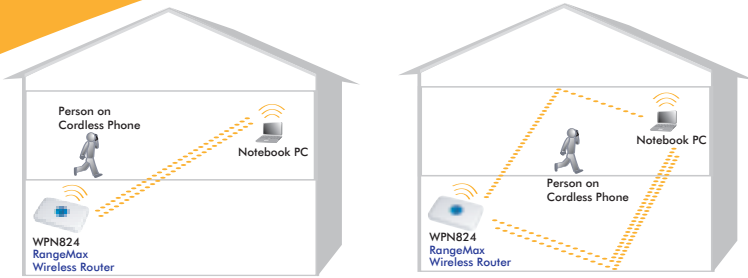 Person on
Cordless Phone
Notebook PC
WPN824
RangeMax
Wireless Router
Notebook PC
Person on
Cordless Phone
WPN824
RangeMax
Wireless Router